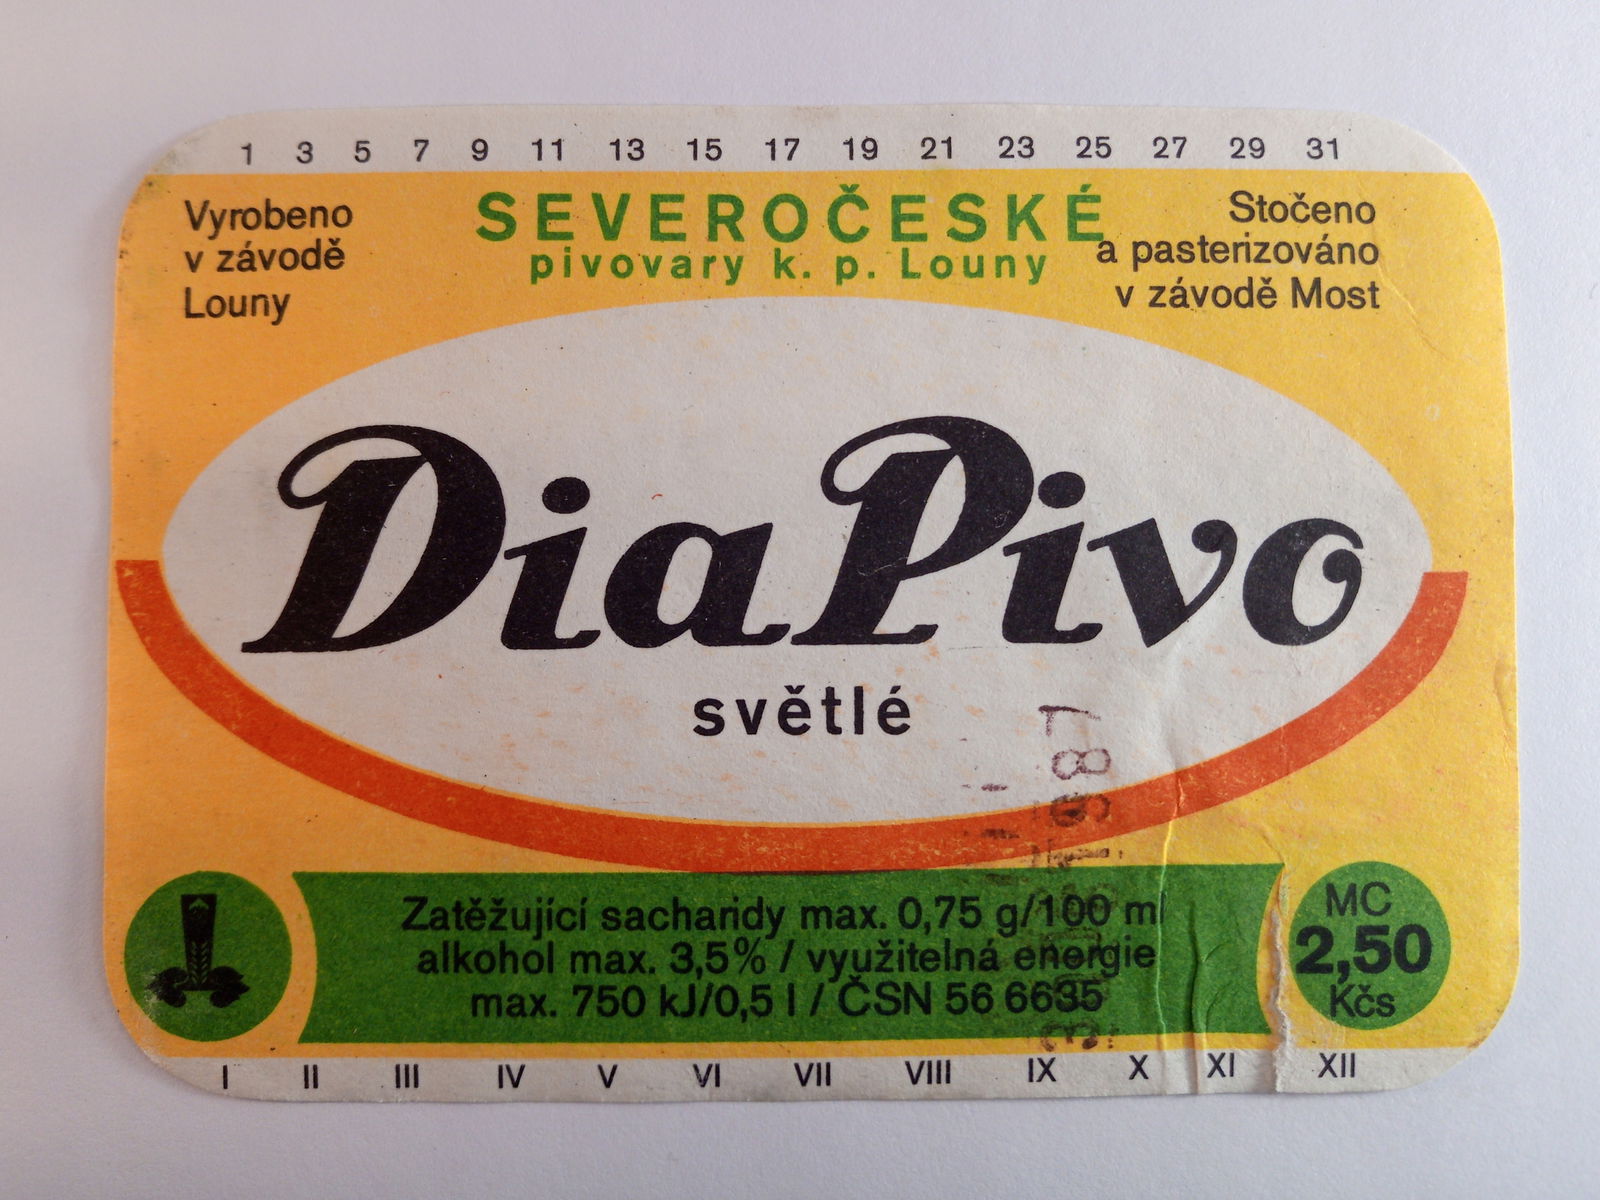 1 3 5 7 9 11 13 15 17 19 21 23 25 27 29 31
Vyrobeno
v závodě
Louny
SEVEROČESKÉ
pivovary k. p. Louny
Stočeno
a pasterizováno
v závodě Most
DiaPivo
světlé
Zatěžující sacharidy max. 0,75 g/100 ml
alkohol max. 3,5% / využitelná energie
max. 750 kJ/0,5 l / ČSN 56 6635
MC
2,50
Kčs
I II III IV V VI VII VIII IX X XI XII